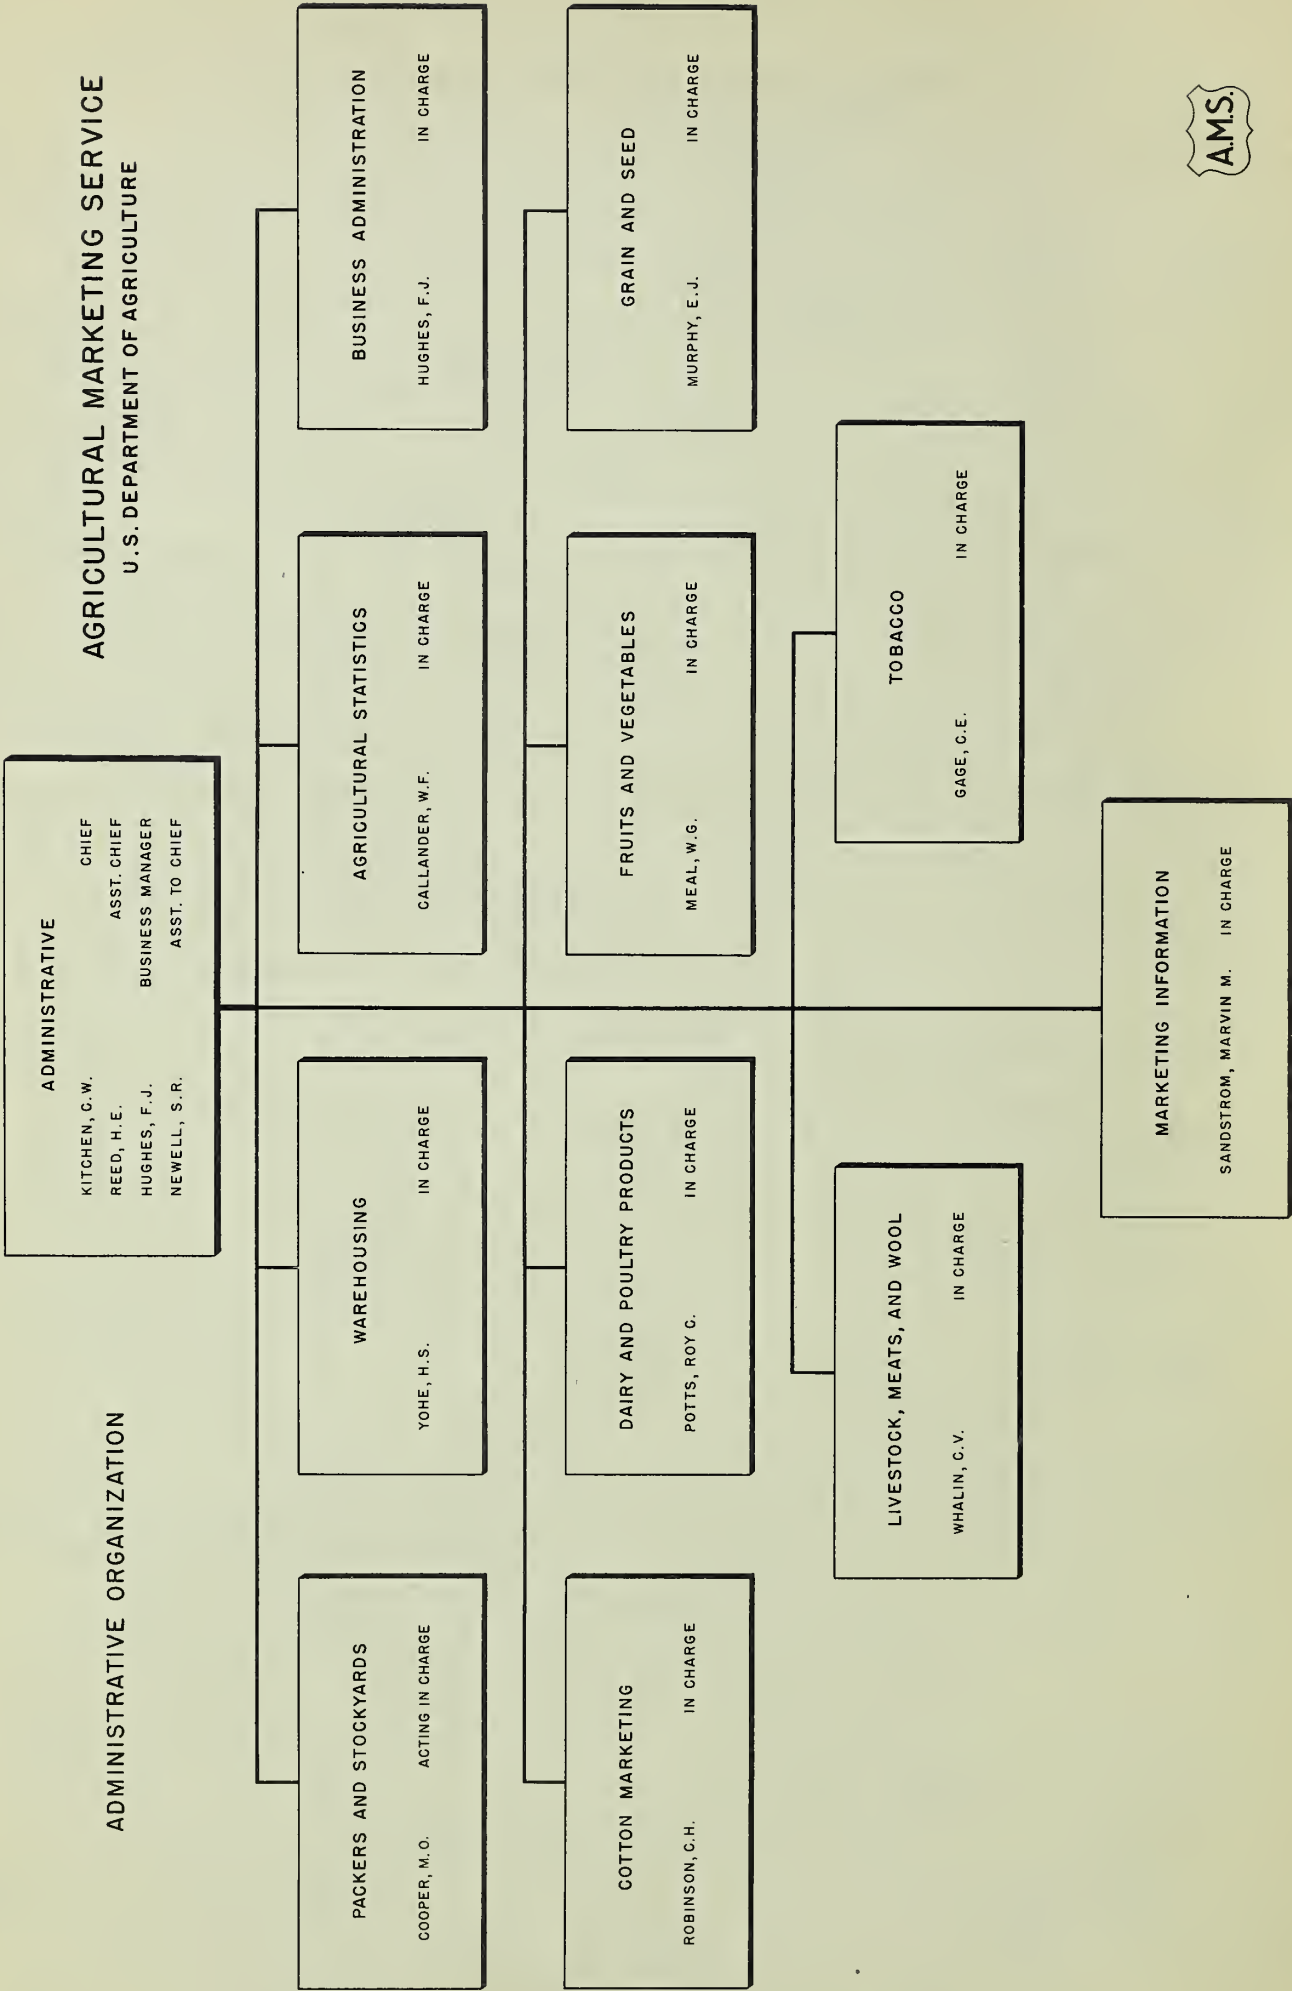 ADMINISTRATIVE ORGANIZATION
AGRICULTURAL MARKETING SERVICE
U.S. DEPARTMENT OF AGRICULTURE
ADMINISTRATIVE
KITCHEN, C.W. CHIEF
REED, H.E. ASST. CHIEF
HUGHES, F.J. BUSINESS MANAGER
NEWELL, S.R. ASST. TO CHIEF
PACKERS AND STOCKYARDS
COOPER, M.O. ACTING IN CHARGE
WAREHOUSING
YOHE, H.S. IN CHARGE
AGRICULTURAL STATISTICS
CALLANDER, W.F. IN CHARGE
BUSINESS ADMINISTRATION
HUGHES, F.J. IN CHARGE
COTTON MARKETING
ROBINSON, C.H. IN CHARGE
DAIRY AND POULTRY PRODUCTS
POTTS, ROY C. IN CHARGE
FRUITS AND VEGETABLES
MEAL, W.G. IN CHARGE
GRAIN AND SEED
MURPHY, E.J. IN CHARGE
LIVESTOCK, MEATS, AND WOOL
WHALIN, C.V. IN CHARGE
TOBACCO
GAGE, C.E. IN CHARGE
MARKETING INFORMATION
SANDSTROM, MARVIN M. IN CHARGE
A.M.S.